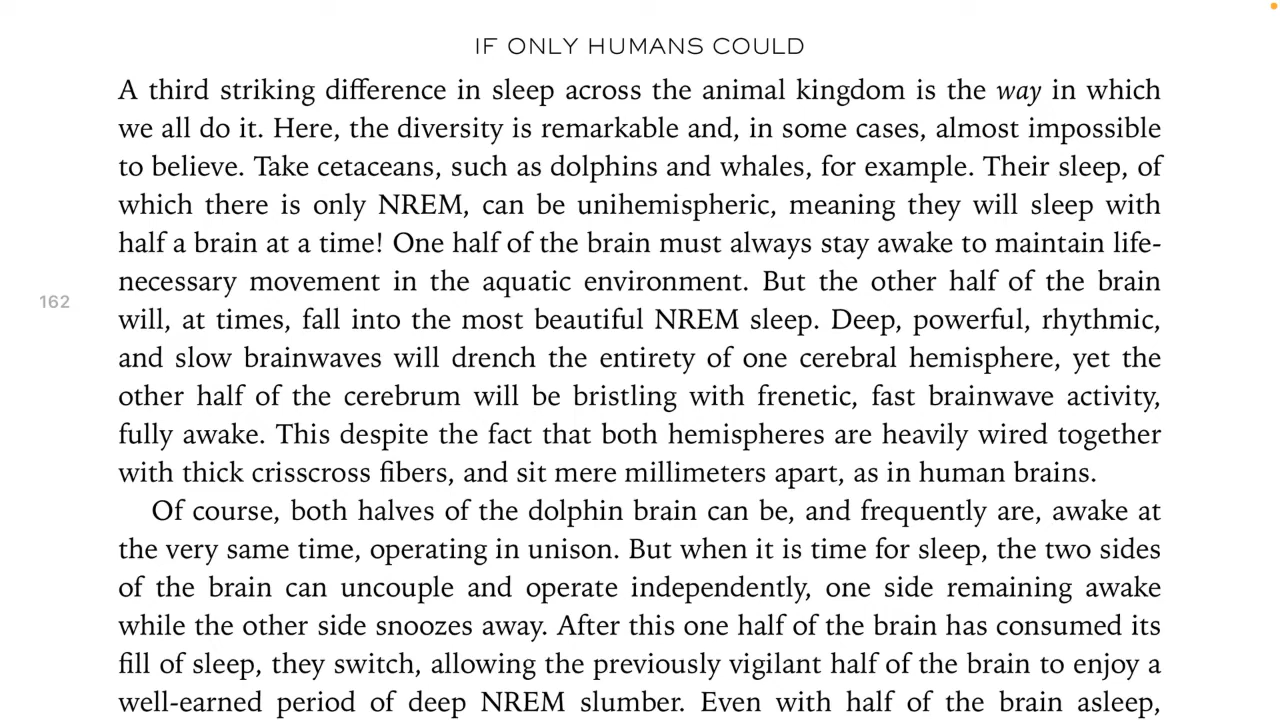 IF ONLY HUMANS COULD
A third striking difference in sleep across the animal kingdom is the way in which
we all do it. Here, the diversity is remarkable and, in some cases, almost impossible
to believe. Take cetaceans, such as dolphins and whales, for example. Their sleep, of
which there is only NREM, can be unihemispheric, meaning they will sleep with
half a brain at a time! One half of the brain must always stay awake to maintain life-
necessary movement in the aquatic environment. But the other half of the brain
162
will, at times, fall into the most beautiful NREM sleep. Deep, powerful, rhythmic,
and slow brainwaves will drench the entirety of one cerebral hemisphere, yet the
other half of the cerebrum will be bristling with frenetic, fast brainwave activity,
fully awake. This despite the fact that both hemispheres are heavily wired together
with thick crisscross fibers, and sit mere millimeters apart, as in human brains.
Of course, both halves of the dolphin brain can be, and frequently are, awake at
the very same time, operating in unison. But when it is time for sleep, the two sides
of the brain can uncouple and operate independently, one side remaining awake
while the other side snoozes away. After this one half of the brain has consumed its
fill of sleep, they switch, allowing the previously vigilant half of the brain to enjoy a
well-earned period of deep NREM slumber. Even with half of the brain asleep,